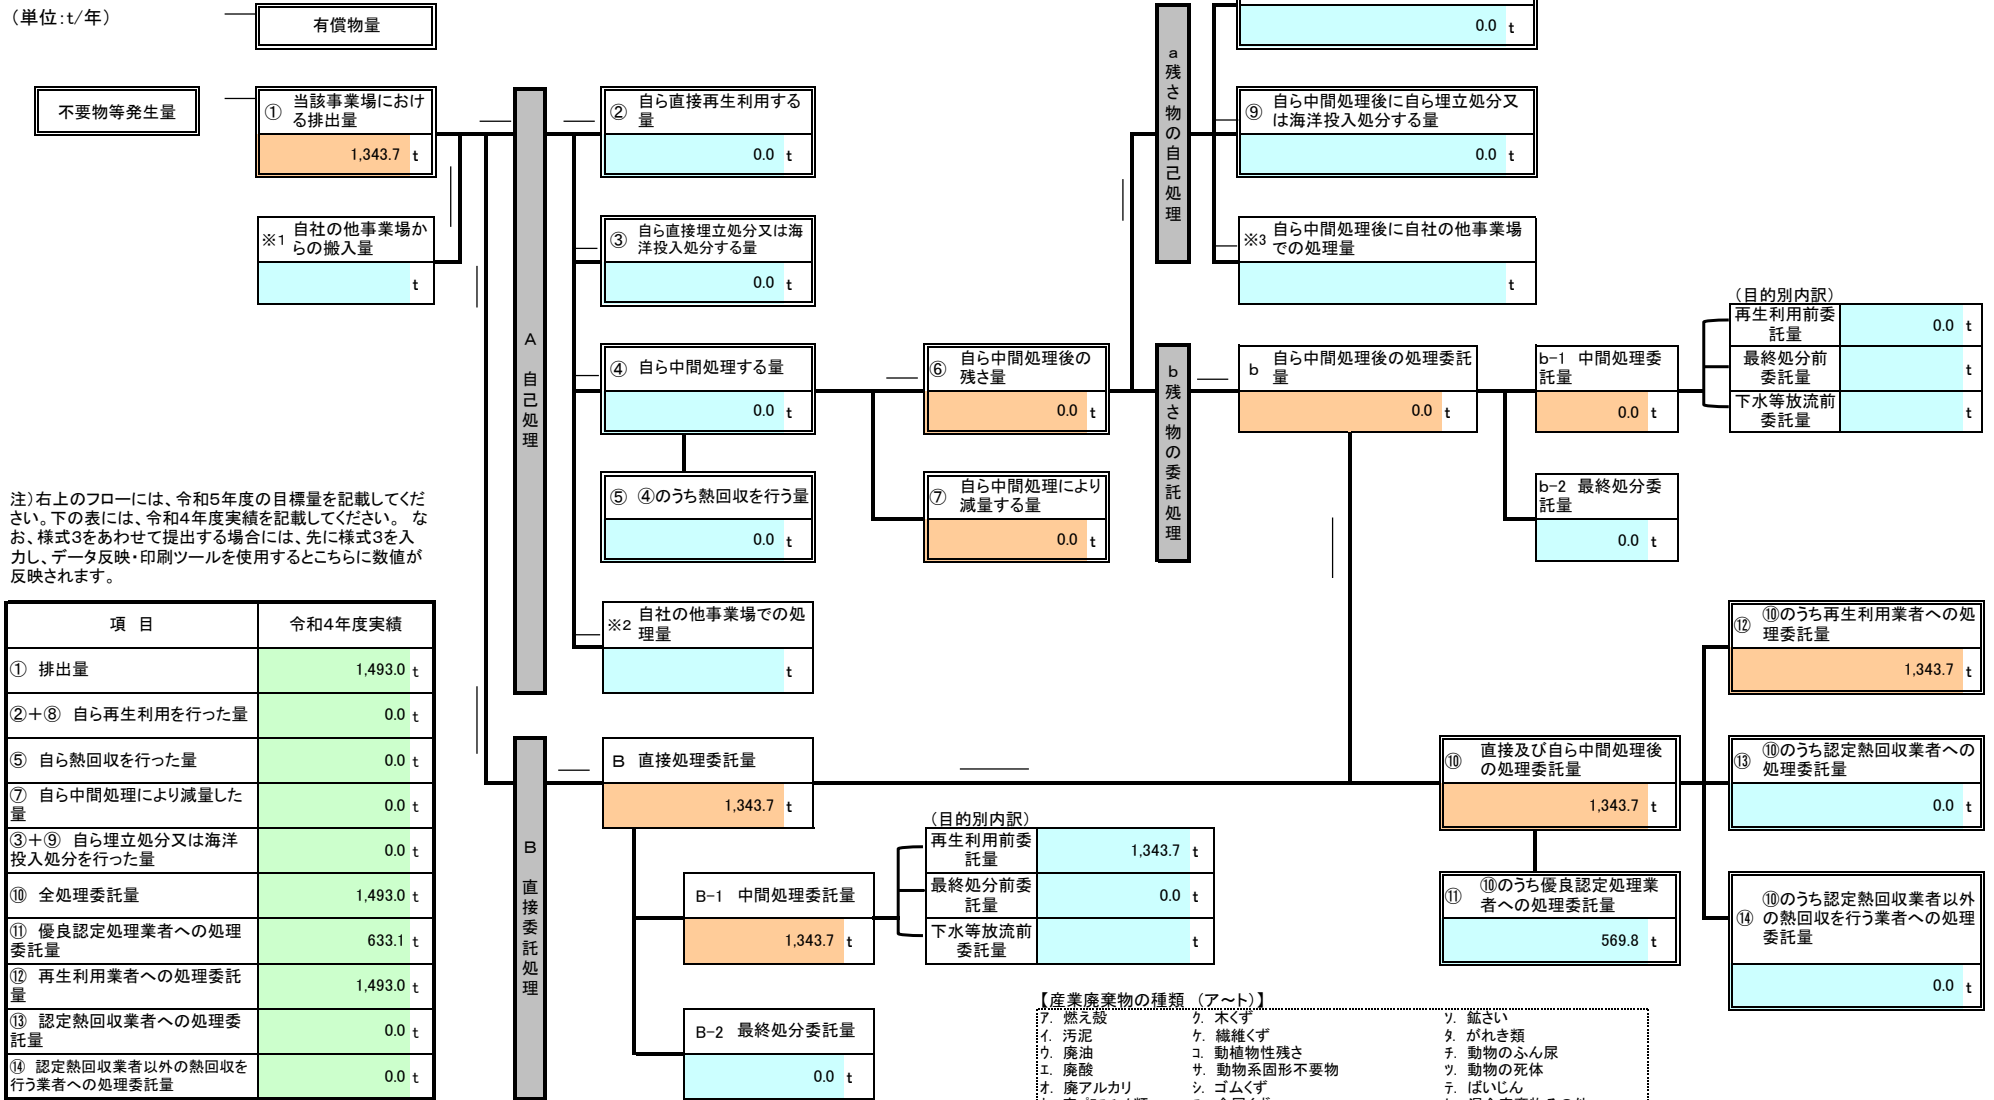 (単位:t/年)
有償物量
0.0 t
不要物等発生量
① 当該事業場におけ
る排出量
1,343.7 t
※1 自社の他事業場か
らの搬入量
t
A 自己処理
② 自ら直接再生利用する
量
0.0 t
③ 自ら直接埋立処分又は海
洋投入処分する量
0.0 t
④ 自ら中間処理する量
0.0 t
⑤ ④のうち熱回収を行う量
0.0 t
※2 自社の他事業場での処
理量
t
⑥ 自ら中間処理後の
残さ量
0.0 t
⑦ 自ら中間処理により
減量する量
0.0 t
a 残さ物の自己処理
⑨ 自ら中間処理後に自ら埋立処分又
は海洋投入処分する量
0.0 t
※3 自ら中間処理後に自社の他事業場
での処理量
t
b 残さ物の委託処理
b 自ら中間処理後の処理委託
量
0.0 t
b-1 中間処理委
託量
0.0 t
(目的別内訳)
再生利用前委
託量
0.0 t
最終処分前
委託量
t
下水等放流前
委託量
t
b-2 最終処分委
託量
0.0 t
注)右上のフローには、令和5年度の目標量を記載してくだ
さい。下の表には、令和4年度実績を記載してください。 な
お、様式3をあわせて提出する場合には、先に様式3を入
力し、データ反映・印刷ツールを使用するとこちらに数値が
反映されます。
項 目 令和4年度実績
① 排出量 1,493.0 t
②+⑧ 自ら再生利用を行った量 0.0 t
⑤ 自ら熱回収を行った量 0.0 t
⑦ 自ら中間処理により減量した
量 0.0 t
③+⑨ 自ら埋立処分又は海洋
投入処分を行った量 0.0 t
⑩ 全処理委託量 1,493.0 t
⑪ 優良認定処理業者への処理
委託量 633.1 t
⑫ 再生利用業者への処理委託
量 1,493.0 t
⑬ 認定熱回収業者への処理委
託量 0.0 t
⑭ 認定熱回収業者以外の熱回収を
行う業者への処理委託量 0.0 t
B 直接委託処理
B 直接処理委託量
1,343.7 t
B-1 中間処理委託量
1,343.7 t
(目的別内訳)
再生利用前委
託量
1,343.7 t
最終処分前委
託量
0.0 t
下水等放流前
委託量
t
B-2 最終処分委託量
0.0 t
⑩ 直接及び自ら中間処理後
の処理委託量
1,343.7 t
⑪ ⑩のうち優良認定処理業
者への処理委託量
569.8 t
⑫ ⑩のうち再生利用業者への処
理委託量
1,343.7 t
⑬ ⑩のうち認定熱回収業者への
処理委託量
0.0 t
⑭ ⑩のうち認定熱回収業者以外
の熱回収を行う業者への処理
委託量
0.0 t
【産業廃棄物の種類 (ア~ト)】
ア. 燃え殻 ク. 木くず ソ. 鉱さい
イ. 汚泥 ケ. 繊維くず タ. がれき類
ウ. 廃油 コ. 動植物性残さ チ. 動物のふん尿
エ. 廃酸 サ. 動物系固形不要物 ツ. 動物の死体
オ. 廃アルカリ シ. ゴムくず テ. ばいじん